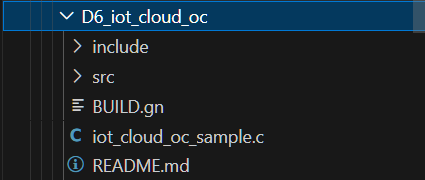 D6_iot_cloud_oc
include
src
BUILD.gn
C iot_cloud_oc_sample.c
README.md